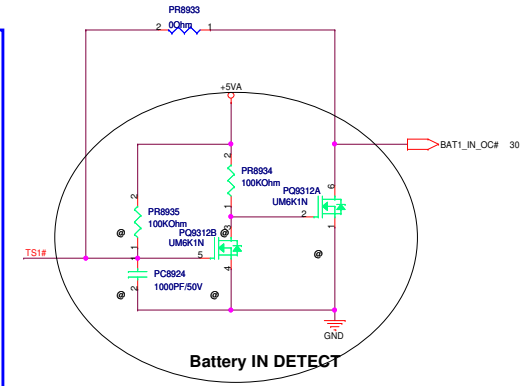 PR8933
2 0Ohm 1
+5VA
BAT1_IN_OC# 30
2
PR8934
100KOhm
1
PQ9312A
UM6K1N
6
2
1
@
2
PR8935
100KOhm
1
@
PQ9312B
UM6K1N
3
@
5
4
TS1#
1
PC8924
1000PF/50V
2
@
@
GND
Battery IN DETECT